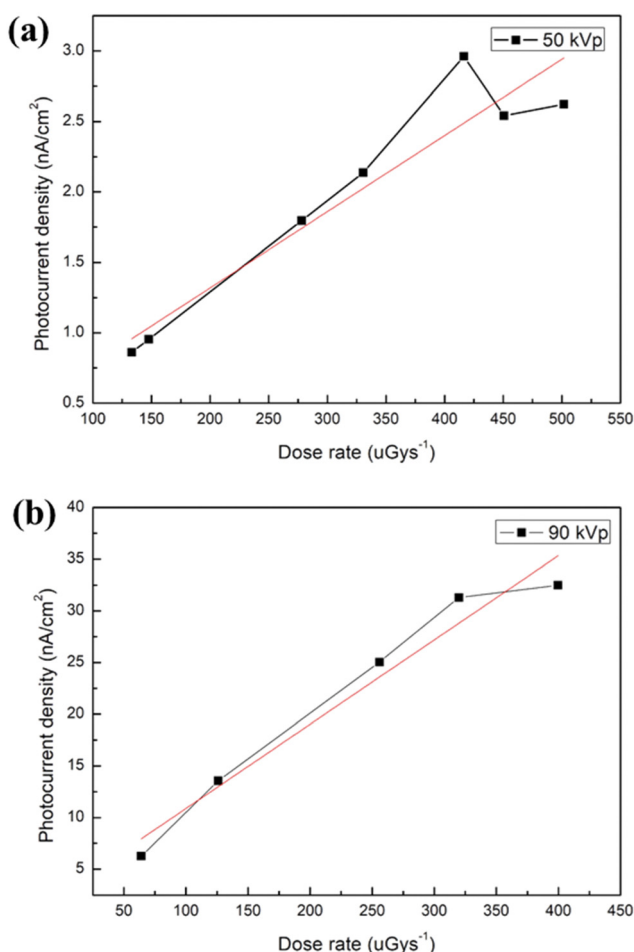 (a)
50 kVp
3.0
2.5
2.0
1.5
1.0
0.5
Photocurrent density (nA/cm²)
100 150 200 250 300 350 400 450 500 550
Dose rate (uGys⁻¹)
(b)
90 kVp
40
35
30
25
20
15
10
5
Photocurrent density (nA/cm²)
50 100 150 200 250 300 350 400 450
Dose rate (uGys⁻¹)